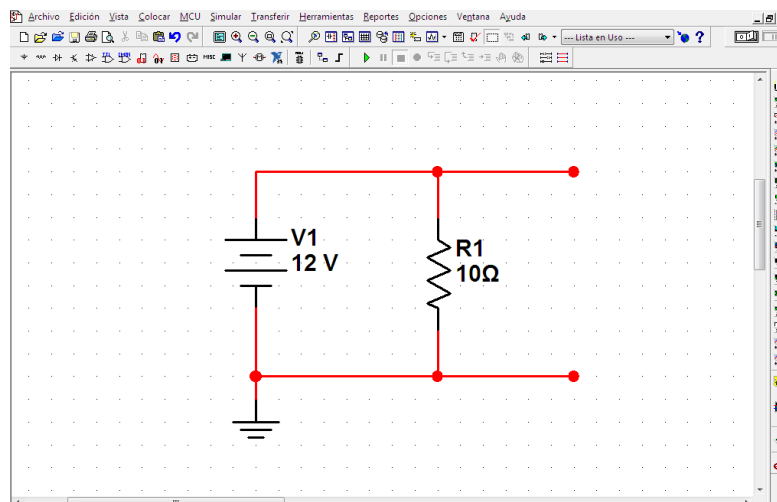 Archivo Edición Vista Colocar MCU Simular Transferir Herramientas Reportes Opciones Ventana Ayuda
--- Lista en Uso ---
V1
12 V
R1
10Ω